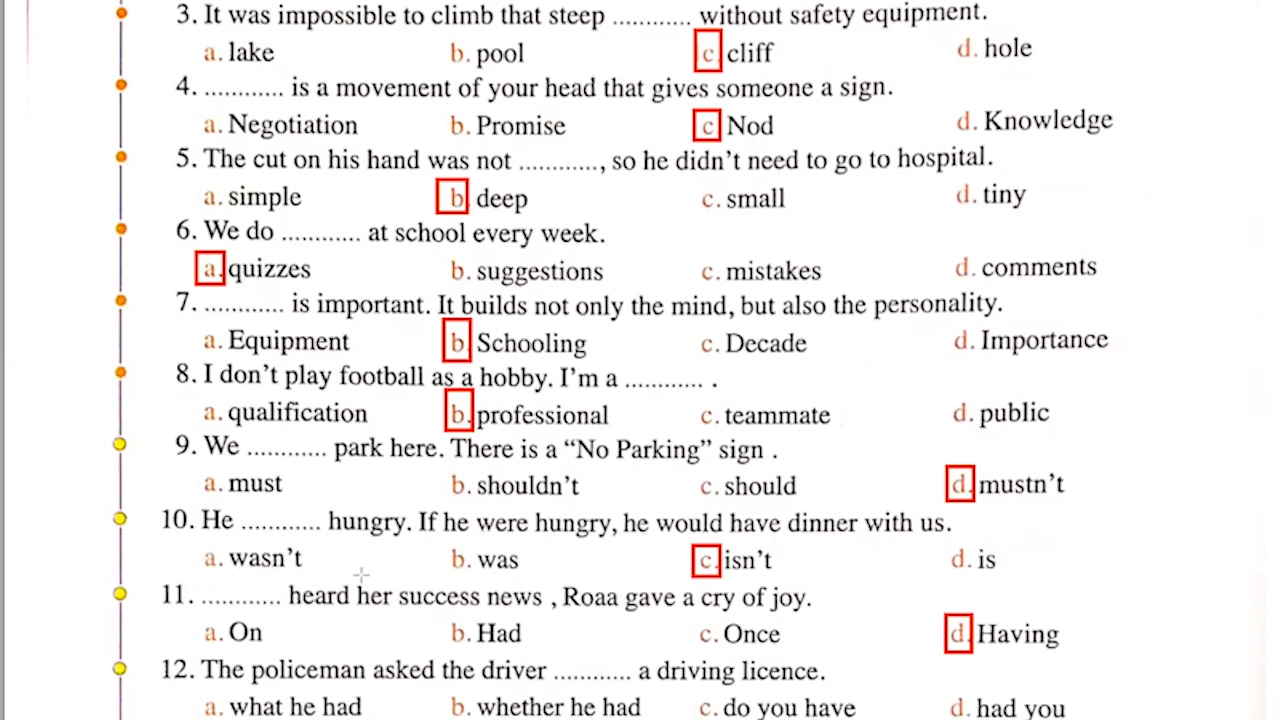 3. It was impossible to climb that steep ............ without safety equipment.
a. lake b. pool c. cliff d. hole
4. ............ is a movement of your head that gives someone a sign.
a. Negotiation b. Promise c. Nod d. Knowledge
5. The cut on his hand was not ............, so he didn't need to go to hospital.
a. simple b. deep c. small d. tiny
6. We do ............ at school every week.
a. quizzes b. suggestions c. mistakes d. comments
7. ............ is important. It builds not only the mind, but also the personality.
a. Equipment b. Schooling c. Decade d. Importance
8. I don't play football as a hobby. I'm a ............ .
a. qualification b. professional c. teammate d. public
9. We ............ park here. There is a “No Parking” sign .
a. must b. shouldn't c. should d. mustn't
10. He ............ hungry. If he were hungry, he would have dinner with us.
a. wasn't b. was c. isn't d. is
11. ............ heard her success news , Roaa gave a cry of joy.
a. On b. Had c. Once d. Having
12. The policeman asked the driver ............ a driving licence.
a. what he had b. whether he had c. do you have d. had you